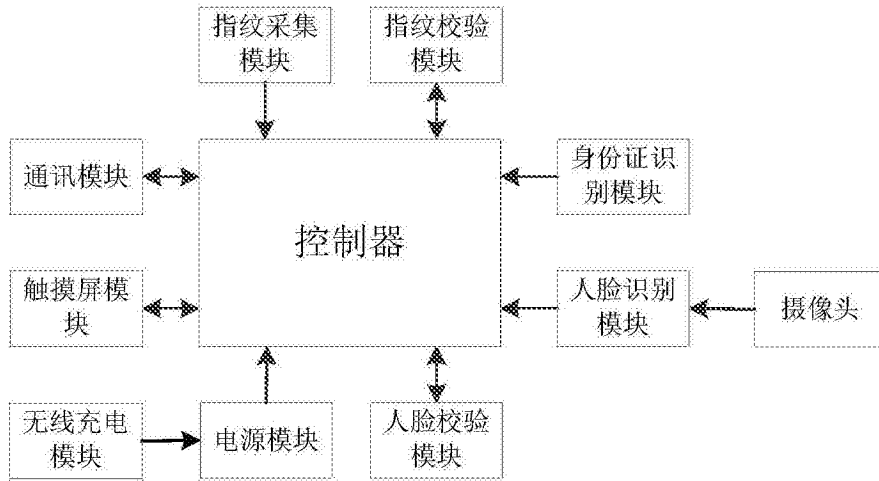 指纹采集
模块
指纹校验
模块
通讯模块
身份证识
别模块
控制器
触摸屏模
块
人脸识别
模块
摄像头
无线充电
模块
电源模块
人脸校验
模块